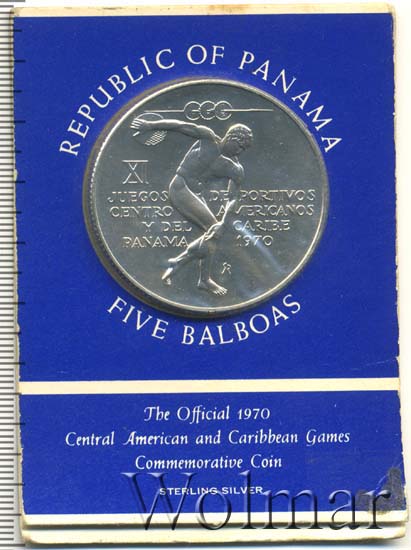 REPUBLIC OF PANAMA
XI
JUEGOS DEPORTIVOS
CENTRO AMERICANOS
Y DEL CARIBE
PANAMA 1970
FIVE BALBOAS
The Official 1970
Central American and Caribbean Games
Commemorative Coin
STERLING SILVER
Wolmar